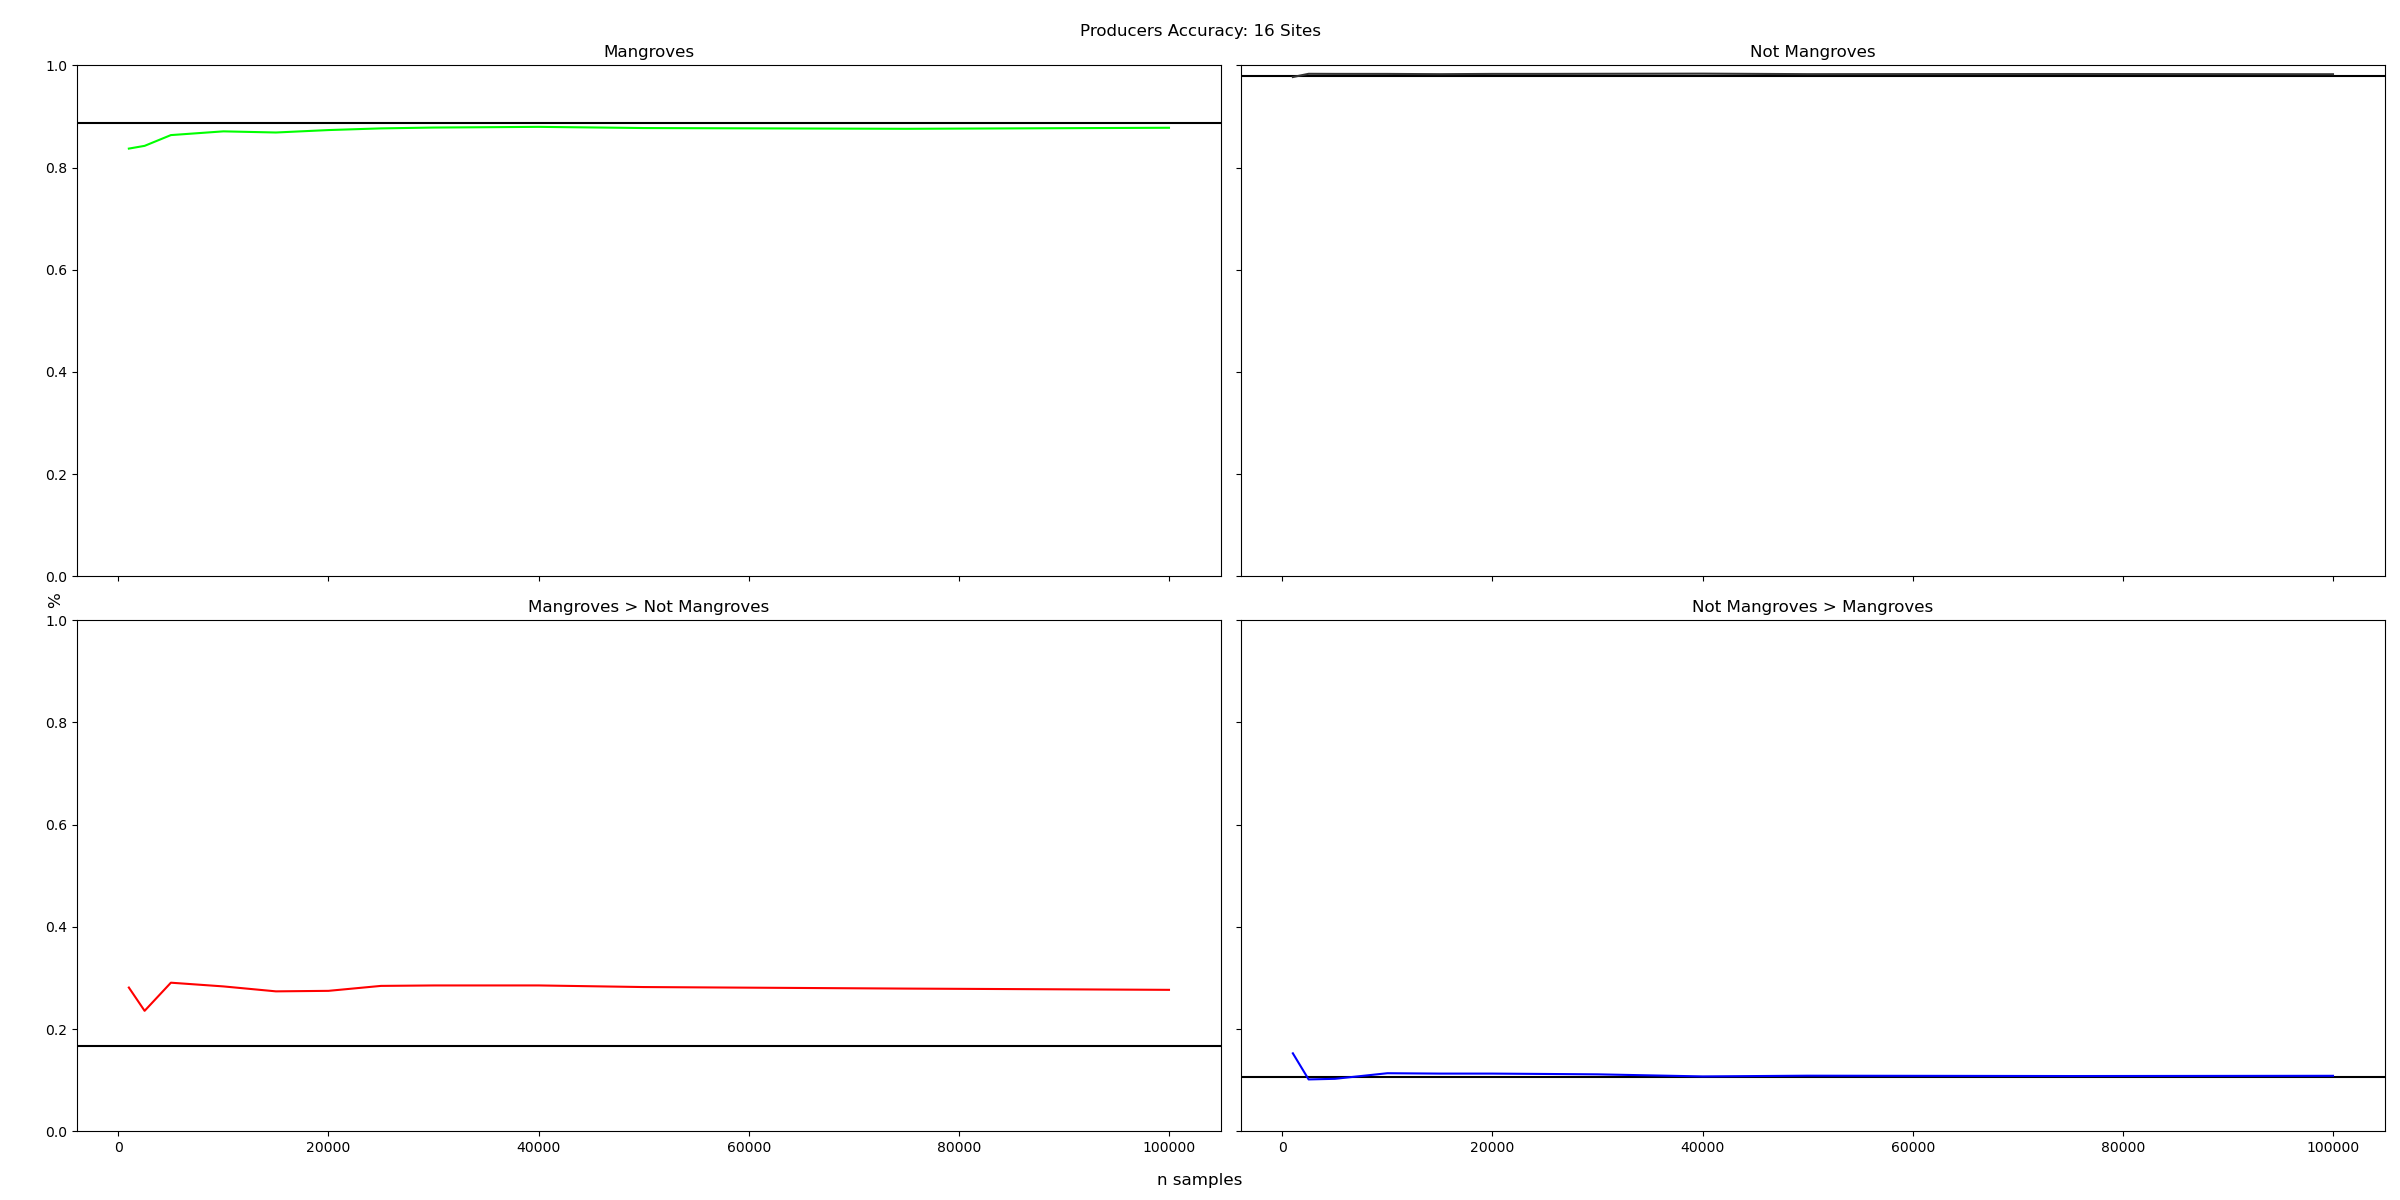 Producers Accuracy: 16 Sites
Mangroves
Not Mangroves
1.0
0.8
0.6
0.4
0.2
0.0
%
Mangroves > Not Mangroves
Not Mangroves > Mangroves
1.0
0.8
0.6
0.4
0.2
0.0
0 20000 40000 60000 80000 100000
0 20000 40000 60000 80000 100000
n samples